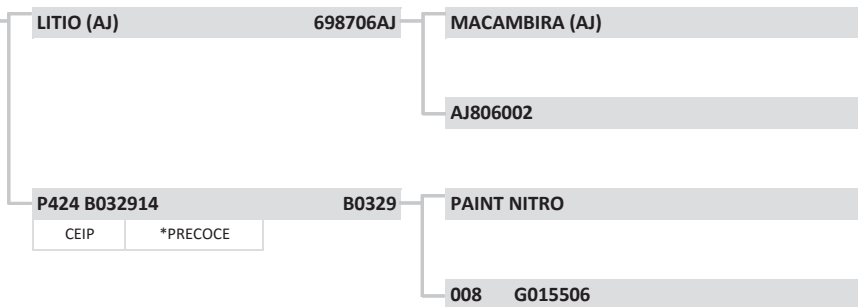 LITIO (AJ) 698706AJ MACAMBIRA (AJ)
AJ806002
P424 B032914 B0329 PAINT NITRO
CEIP *PRECOCE
008 G015506